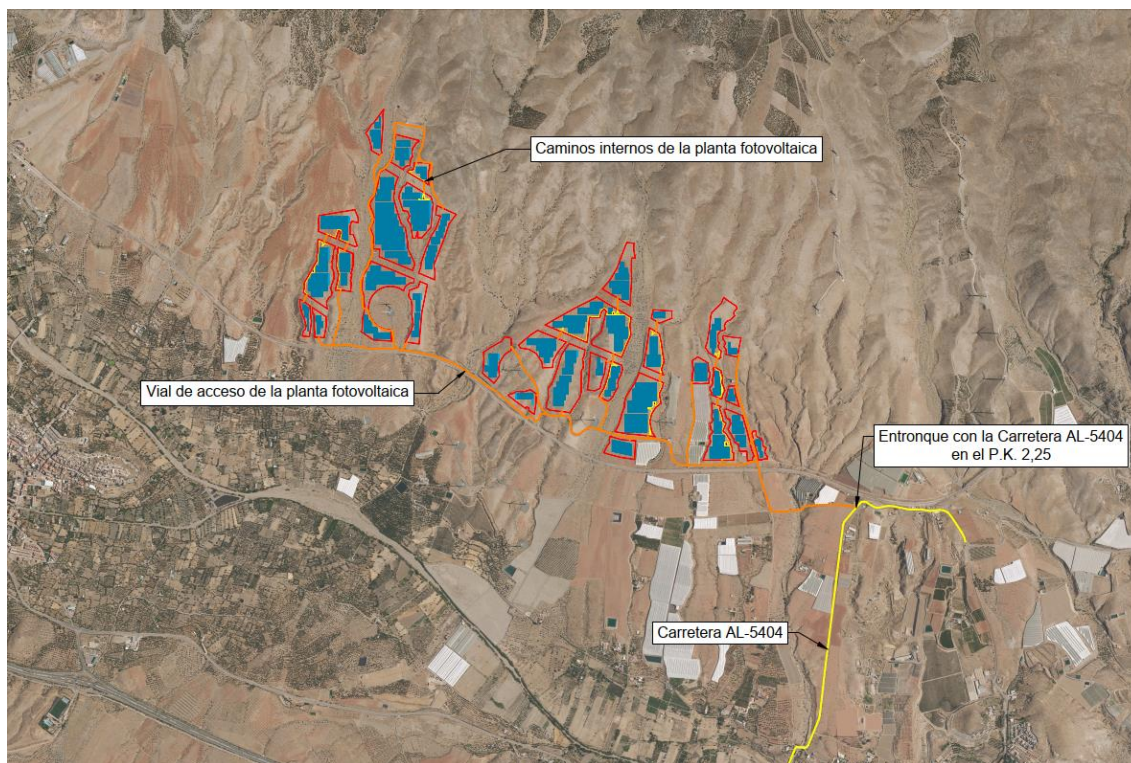 Caminos internos de la planta fotovoltaica
Vial de acceso de la planta fotovoltaica
Entronque con la Carretera AL-5404
en el P.K. 2,25
Carretera AL-5404